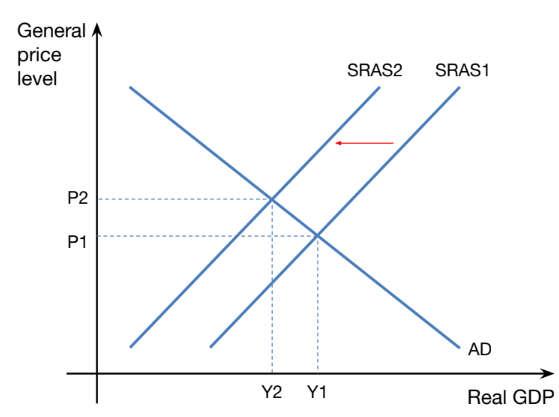 General
price
level
SRAS2
SRAS1
P2
P1
AD
Y2
Y1
Real GDP